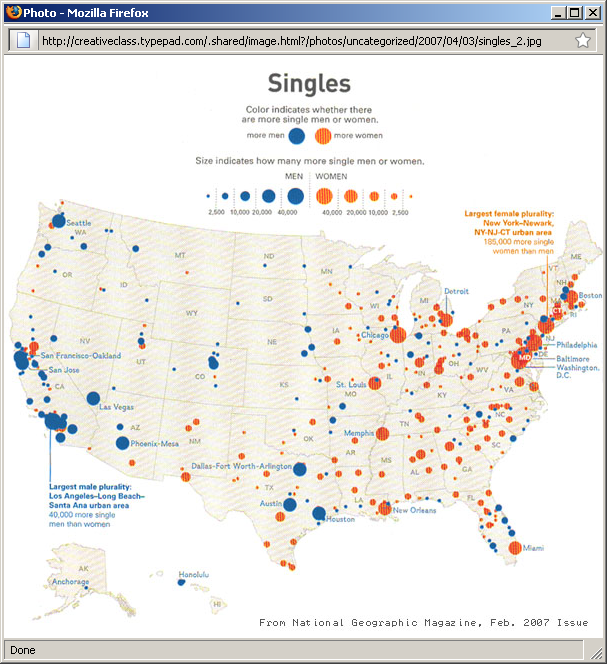 Photo - Mozilla Firefox
http://creativeclass.typepad.com/.shared/image.html?/photos/uncategorized/2007/04/03/singles_2.jpg
Singles
Color indicates whether there
are more single men or women.
more men
more women
Size indicates how many more single men or women.
MEN
WOMEN
2,500
10,000
20,000
40,000
40,000
20,000
10,000
2,500
Largest female plurality:
New York–Newark,
NY-NJ-CT urban area
185,000 more single
women than men
Seattle
WA
MT
ND
MN
ME
VT
NH
OR
ID
SD
WI
MI
Detroit
NY
MA
Boston
CT
RI
WY
IA
Chicago
PA
NJ
Philadelphia
San Francisco-Oakland
NV
UT
NE
IL
IN
OH
MD
DE
Baltimore
San Jose
CO
WV
Washington,
D.C.
CA
KS
St. Louis
MO
KY
VA
Las Vegas
NC
AZ
NM
OK
Memphis
TN
SC
Phoenix-Mesa
AR
Dallas-Fort Worth-Arlington
MS
AL
GA
TX
LA
Largest male plurality:
Los Angeles–Long Beach–
Santa Ana urban area
40,000 more single
men than women
Austin
Houston
New Orleans
FL
Miami
AK
Anchorage
Honolulu
HI
From National Geographic Magazine, Feb. 2007 Issue
Done